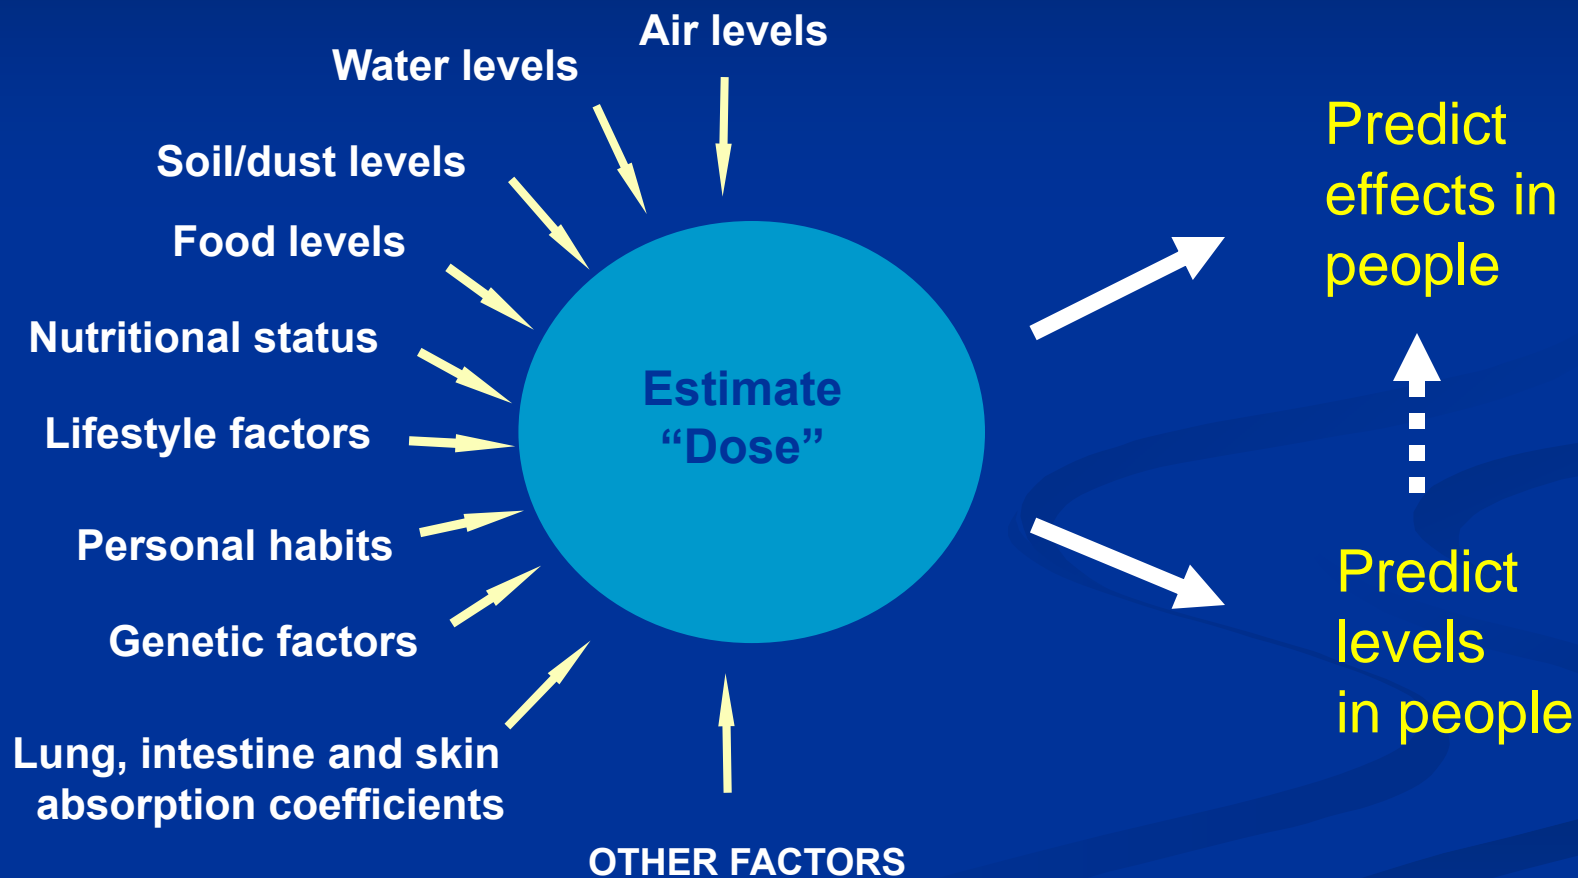 Air levels
Water levels
Soil/dust levels
Food levels
Nutritional status
Lifestyle factors
Personal habits
Genetic factors
Lung, intestine and skin
absorption coefficients
OTHER FACTORS
Estimate
“Dose”
Predict
effects in
people
Predict
levels
in people